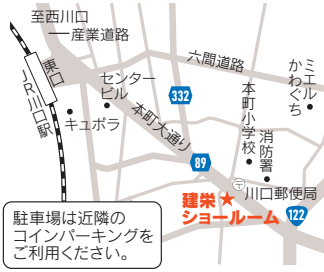 至西川口
産業道路
六間道路
ミエル
かわぐち
東口
JR川口駅
センター
ビル
332
キュポラ
本町大通り
本町小学校
消防署
89
〒
川口郵便局
建栄★
ショールーム
122
駐車場は近隣の
コインパーキングを
ご利用ください。